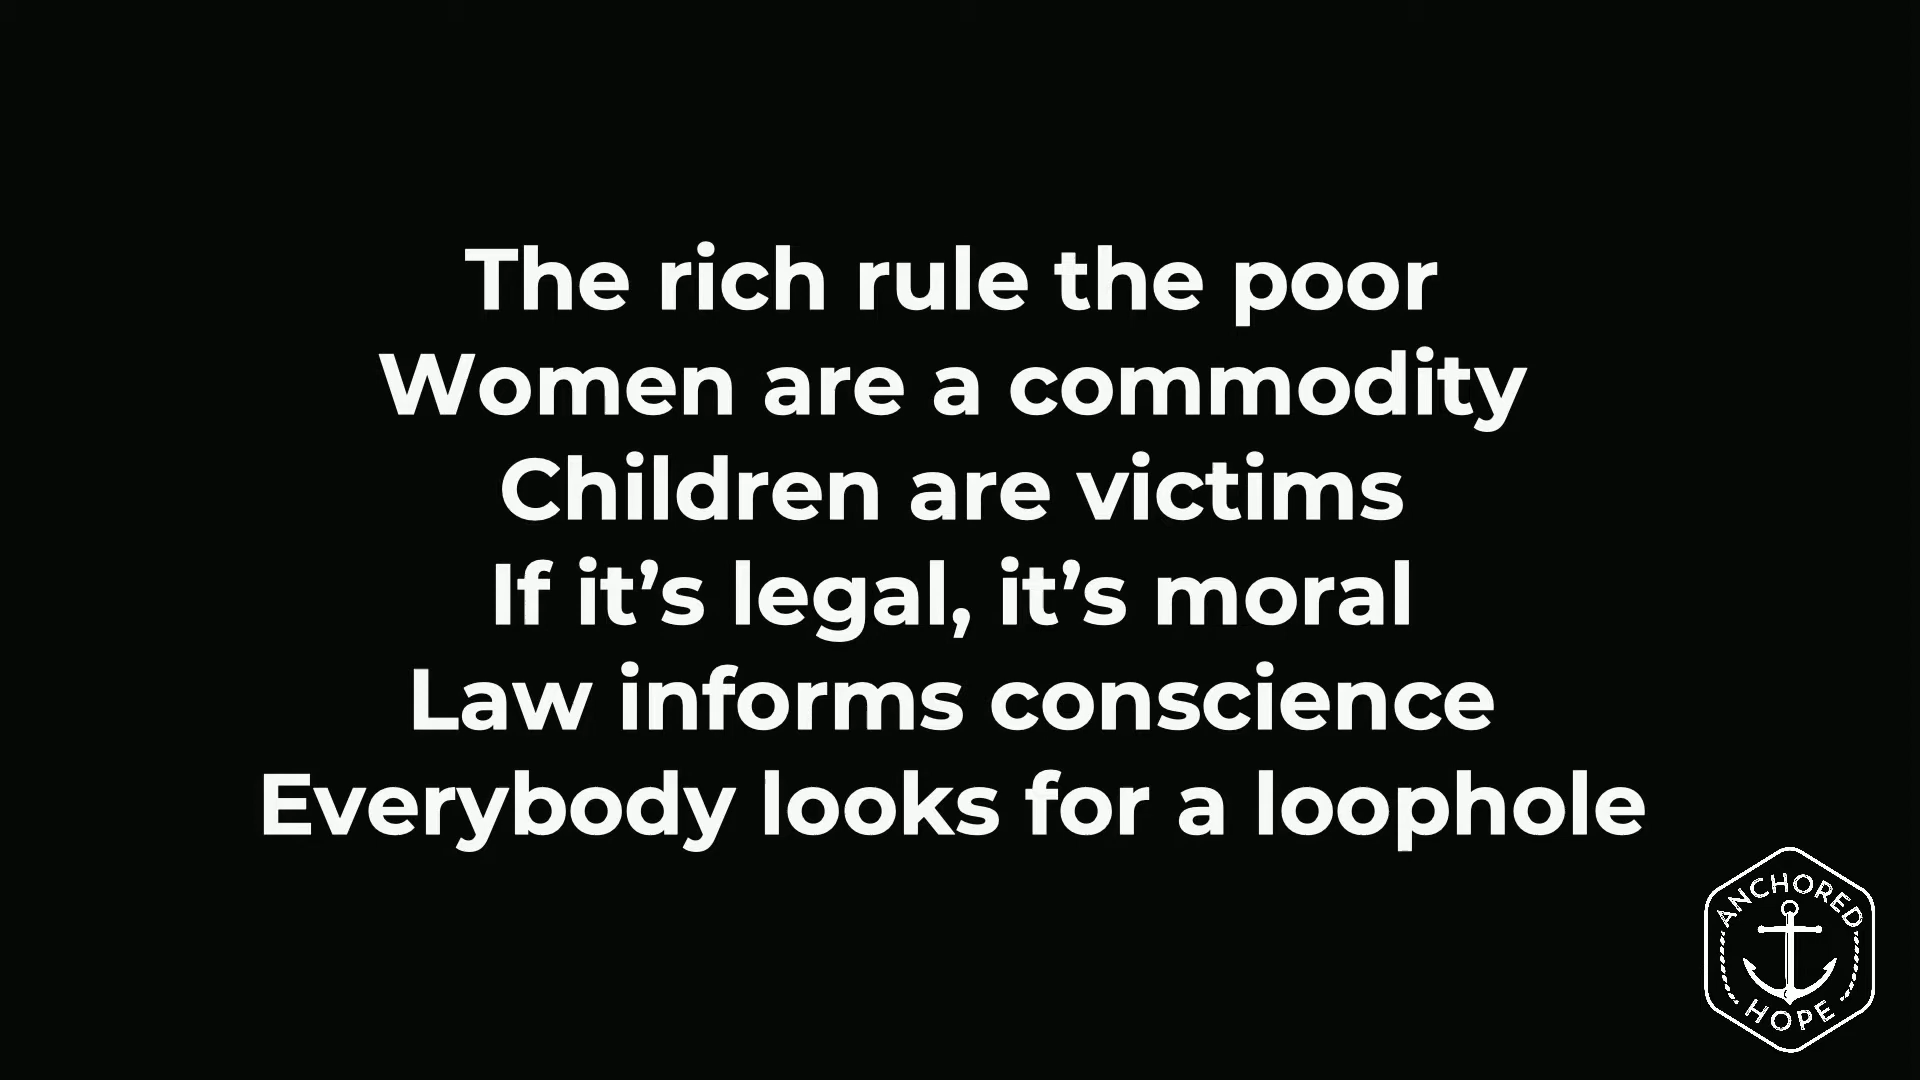 The rich rule the poor
Women are a commodity
Children are victims
If it’s legal, it’s moral
Law informs conscience
Everybody looks for a loophole
ANCHORED
HOPE